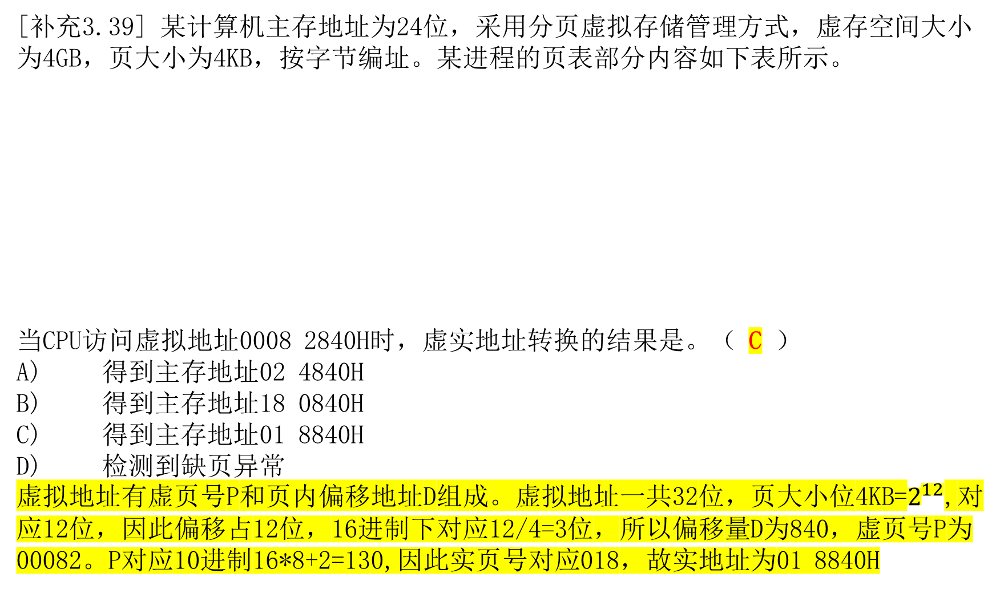 [补充3.39] 某计算机主存地址为24位，采用分页虚拟存储管理方式，虚存空间大小
为4GB，页大小为4KB，按字节编址。某进程的页表部分内容如下表所示。
当CPU访问虚拟地址0008 2840H时，虚实地址转换的结果是。（ C ）
A) 得到主存地址02 4840H
B) 得到主存地址18 0840H
C) 得到主存地址01 8840H
D) 检测到缺页异常
虚拟地址有虚页号P和页内偏移地址D组成。虚拟地址一共32位，页大小位4KB=2¹²,对
应12位，因此偏移占12位，16进制下对应12/4=3位，所以偏移量D为840，虚页号P为
00082。P对应10进制16*8+2=130,因此实页号对应018，故实地址为01 8840H